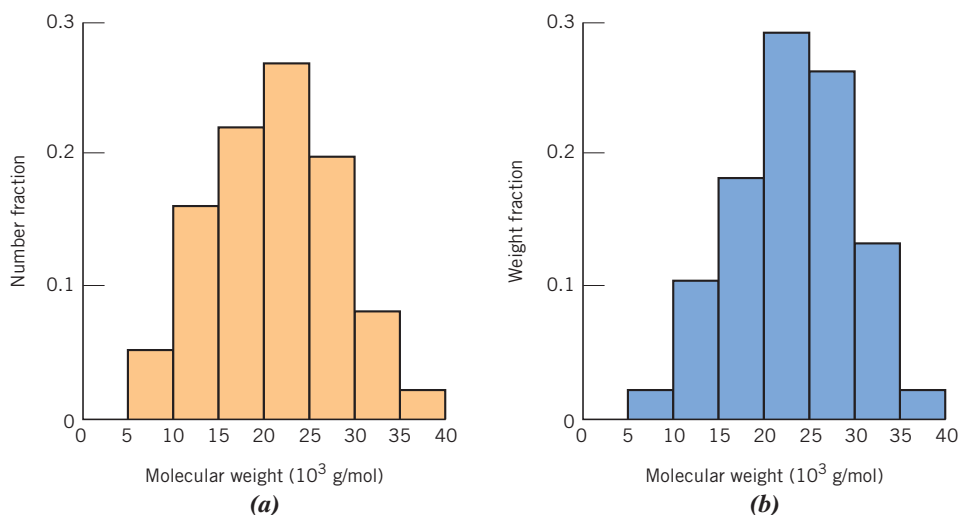 0.3
0.2
0.1
0
Number fraction
0 5 10 15 20 25 30 35 40
Molecular weight (10³ g/mol)
(a)
0.3
0.2
0.1
0
Weight fraction
0 5 10 15 20 25 30 35 40
Molecular weight (10³ g/mol)
(b)